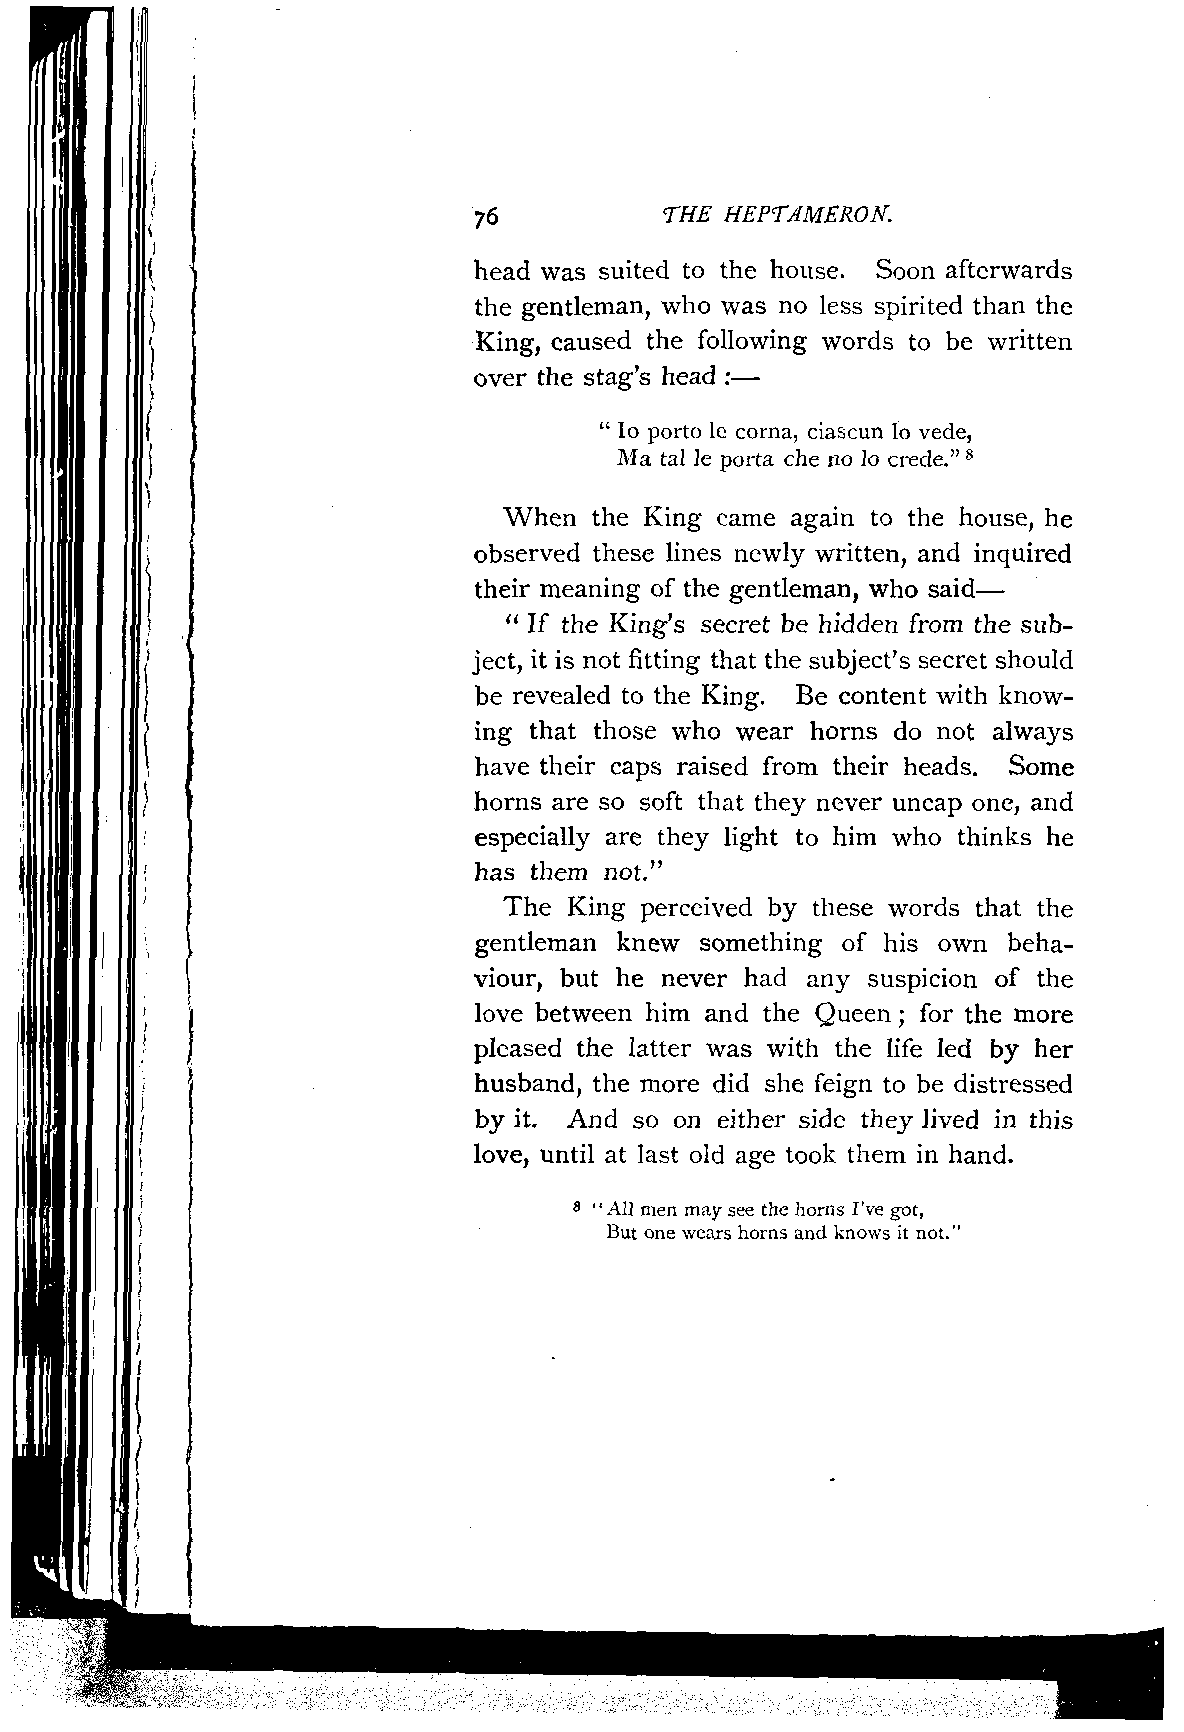 76 THE HEPTAMERON.
head was suited to the house. Soon afterwards
the gentleman, who was no less spirited than the
King, caused the following words to be written
over the stag's head :—
“ Io porto le corna, ciascun lo vede,
Ma tal le porta che no lo crede.” 8
When the King came again to the house, he
observed these lines newly written, and inquired
their meaning of the gentleman, who said—
“ If the King's secret be hidden from the sub-
ject, it is not fitting that the subject's secret should
be revealed to the King. Be content with know-
ing that those who wear horns do not always
have their caps raised from their heads. Some
horns are so soft that they never uncap one, and
especially are they light to him who thinks he
has them not.”
The King perceived by these words that the
gentleman knew something of his own beha-
viour, but he never had any suspicion of the
love between him and the Queen ; for the more
pleased the latter was with the life led by her
husband, the more did she feign to be distressed
by it. And so on either side they lived in this
love, until at last old age took them in hand.
8 “All men may see the horns I've got,
But one wears horns and knows it not.”